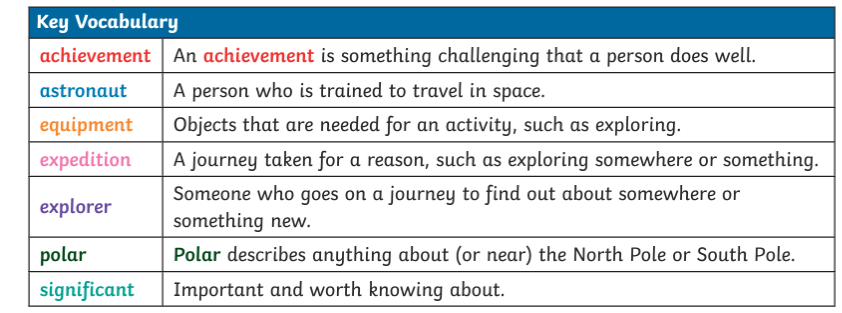 Key Vocabulary
achievement An achievement is something challenging that a person does well.
astronaut A person who is trained to travel in space.
equipment Objects that are needed for an activity, such as exploring.
expedition A journey taken for a reason, such as exploring somewhere or something.
explorer Someone who goes on a journey to find out about somewhere or
something new.
polar Polar describes anything about (or near) the North Pole or South Pole.
significant Important and worth knowing about.